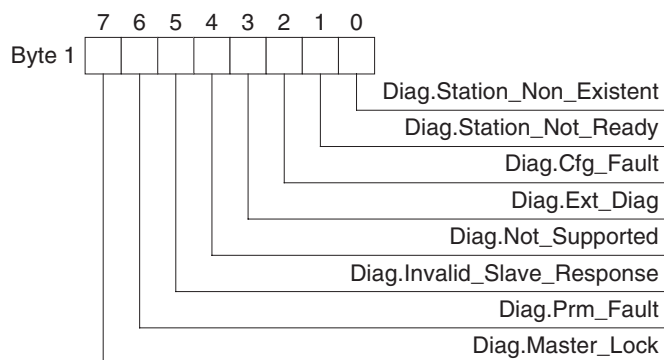 7 6 5 4 3 2 1 0
Byte 1
Diag.Station_Non_Existent
Diag.Station_Not_Ready
Diag.Cfg_Fault
Diag.Ext_Diag
Diag.Not_Supported
Diag.Invalid_Slave_Response
Diag.Prm_Fault
Diag.Master_Lock